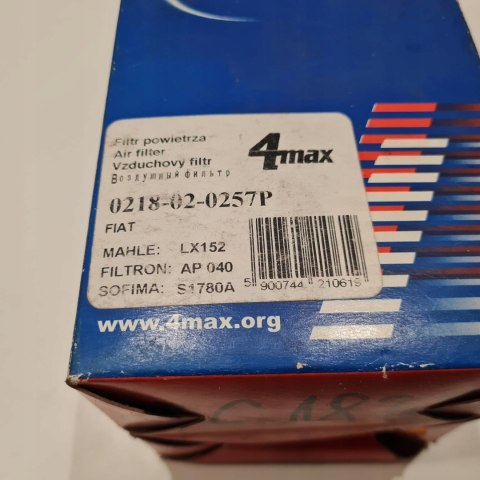 Filtr powietrza
Air filter
Vzduchový filtr
Воздушный фильтр
4max
0218-02-0257P
FIAT
MAHLE: LX152
FILTRON: AP 040
SOFIMA: S1780A
5 900744 210619
www.4max.org